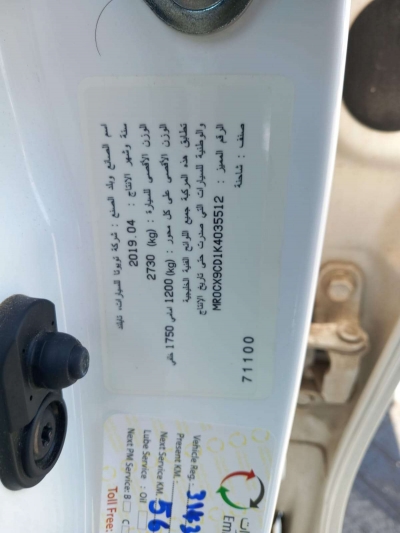 اسم الصانع وبلد الصنع : شركة تويوتا للسيارات،
سنة وشهر الانتاج : 2019.04
الوزن الأقصى للسيارة : 2730 (kg)
الوزن الأقصى على كل محور : 1200(kg) أمامي 1750 خلفي
تطابق هذه المركبة جميع اللوائح الفنية الخليجية
والوطنية للسيارات التي صدرت حتى تاريخ الانتاج
الرقم المميز : MR0CX9CD1K4035512
صنف : شاحنة
71100
Vehicle Reg.:
Present KM.:
Next Service KM. 56
Lube Service : Oil
Next PM Service: B C
Toll Free: